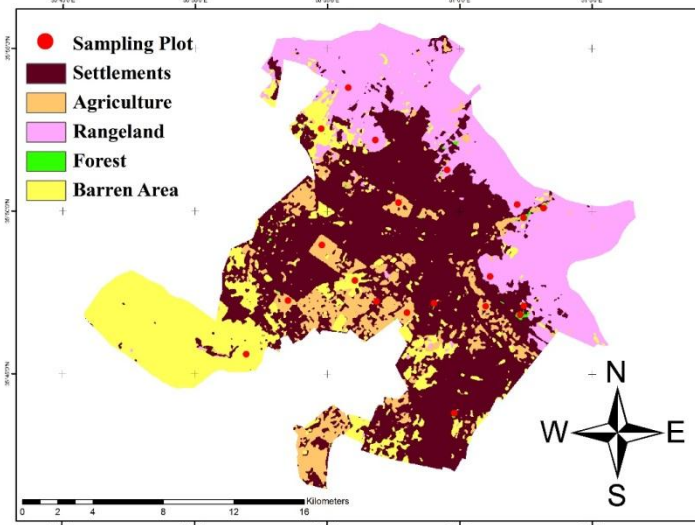 Sampling Plot
Settlements
Agriculture
Rangeland
Forest
Barren Area
N
W E
S
Kilometers
0 2 4 8 12 16